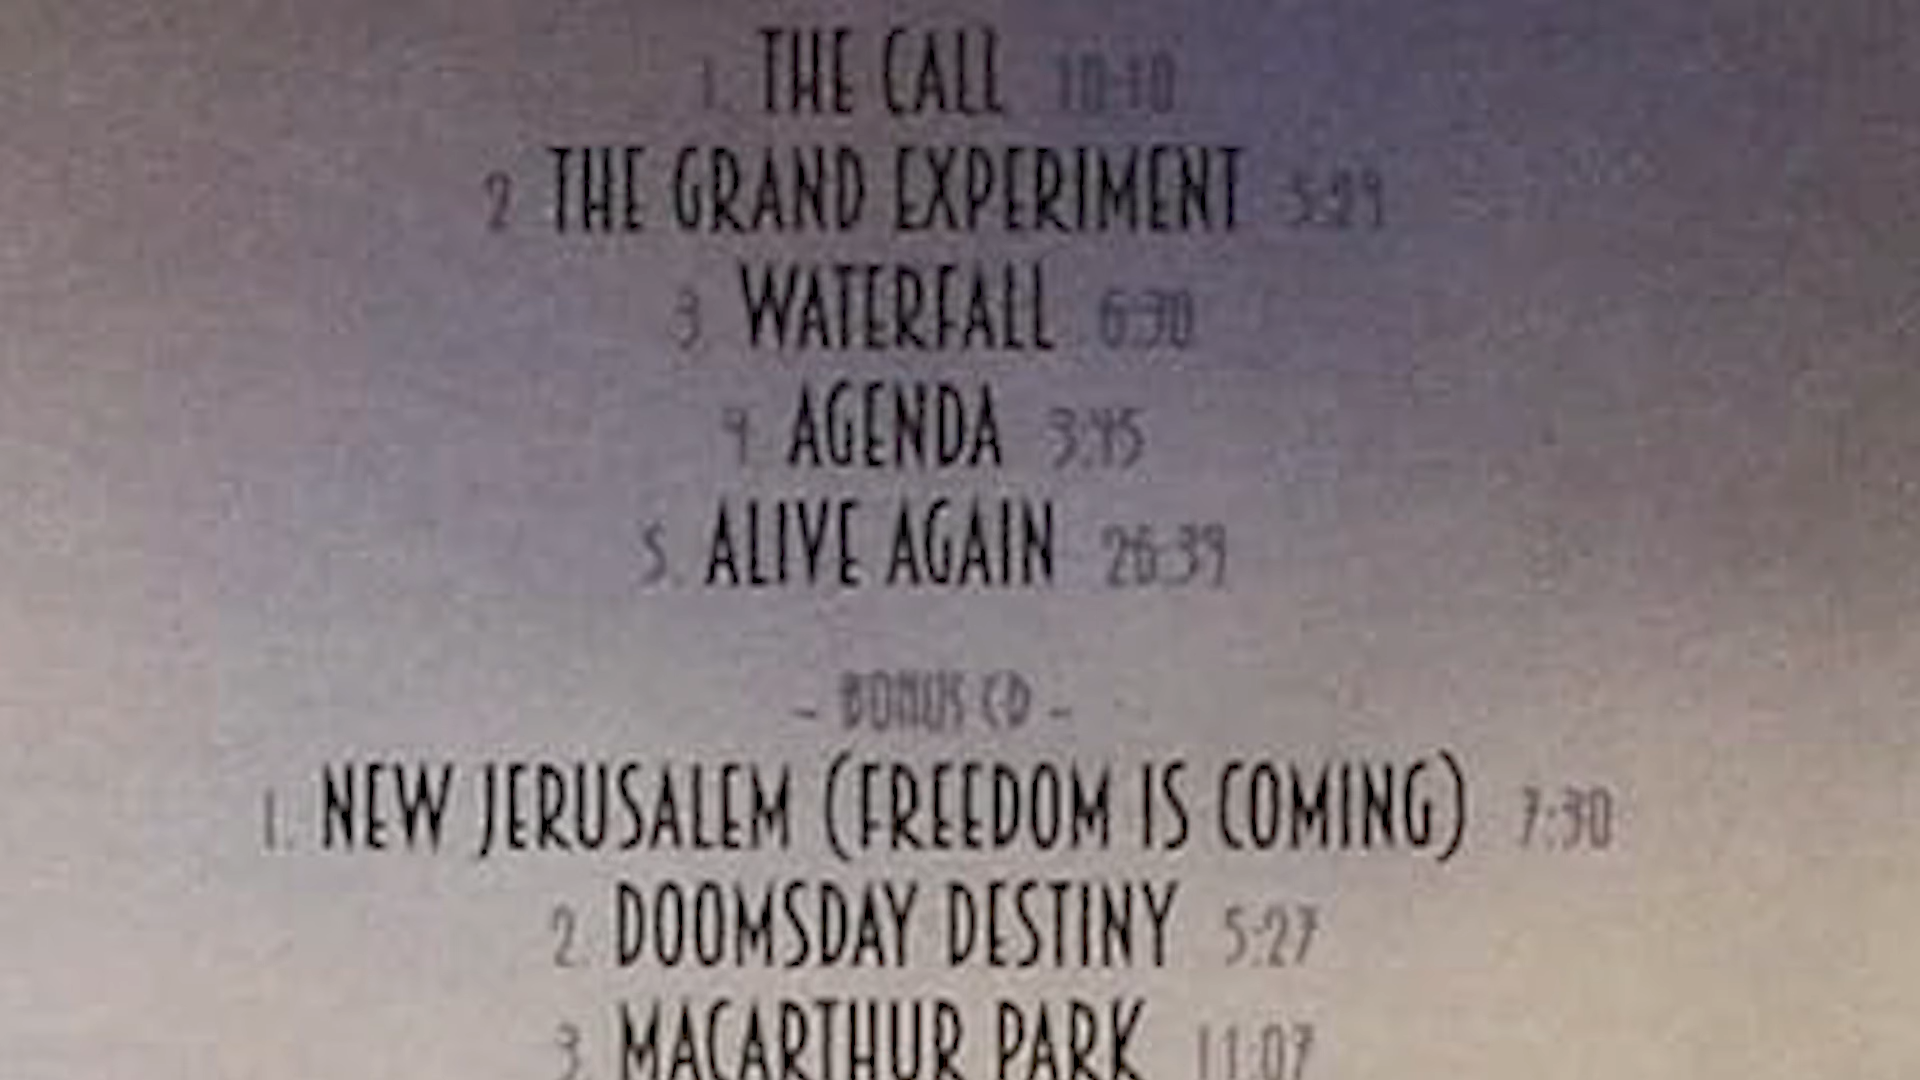 1. THE CALL 10:10
2. THE GRAND EXPERIMENT 5:29
3. WATERFALL 6:30
4. AGENDA 3:45
5. ALIVE AGAIN 26:39
- BONUS CD -
1. NEW JERUSALEM (FREEDOM IS COMING) 7:30
2. DOOMSDAY DESTINY 5:27
3. MACARTHUR PARK 11:07